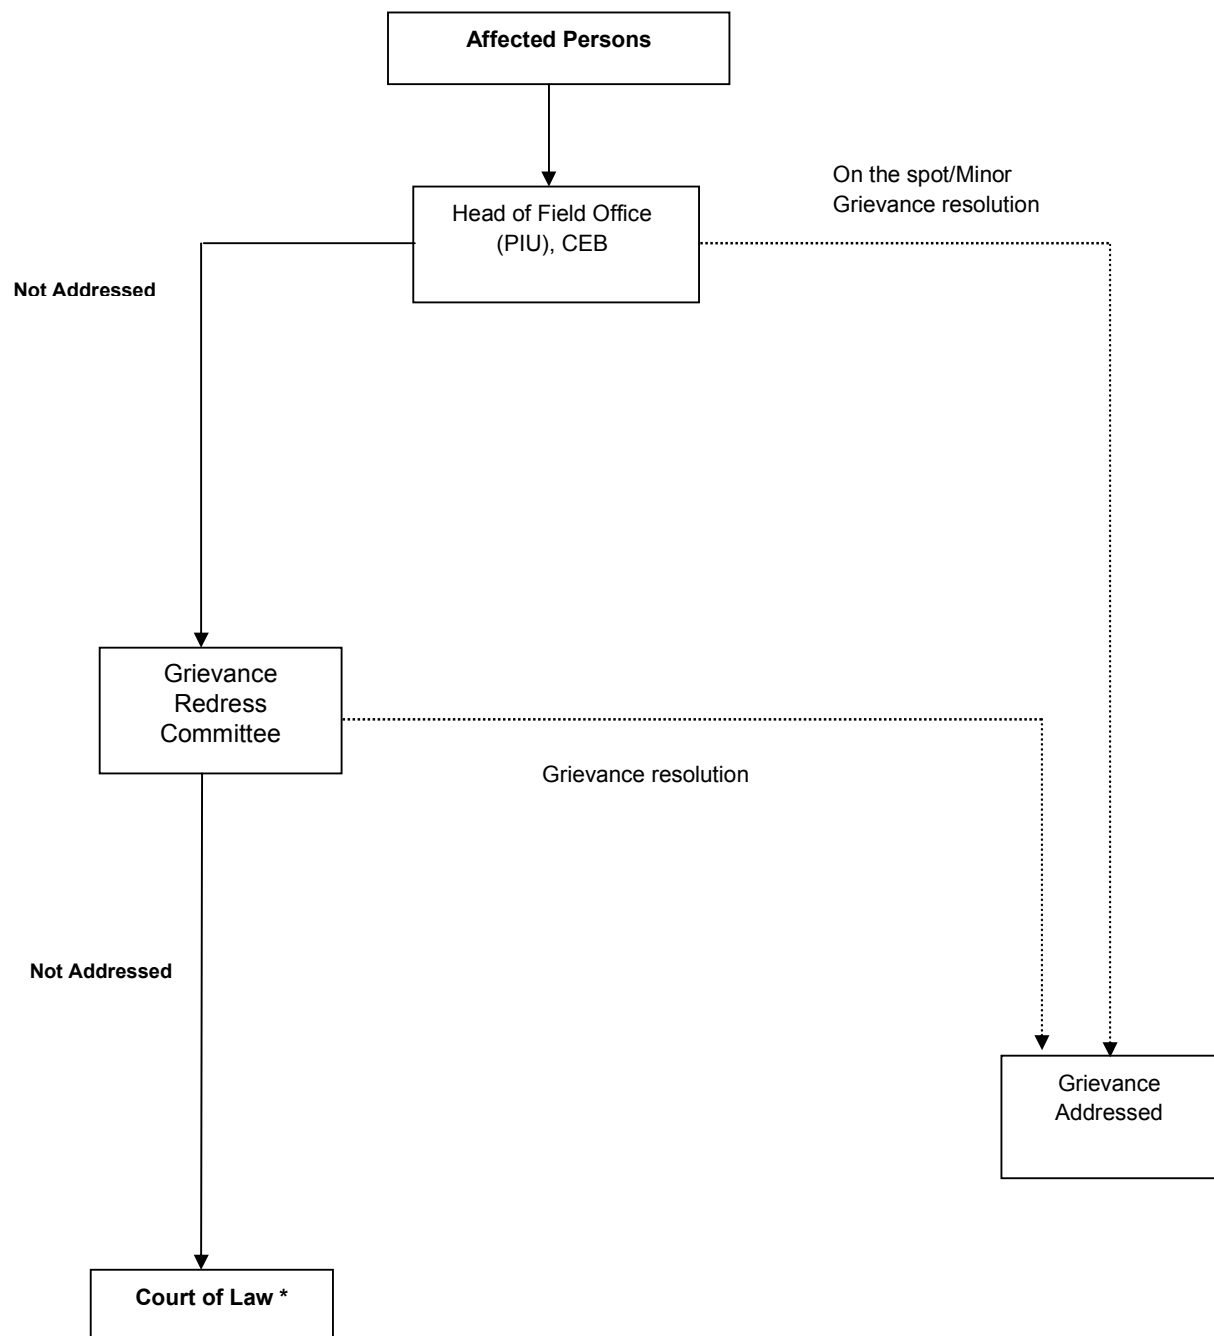 Affected Persons
On the spot/Minor
Grievance resolution
Head of Field Office
(PIU), CEB
Not Addressed
Grievance
Redress
Committee
Grievance resolution
Not Addressed
Grievance
Addressed
Court of Law *